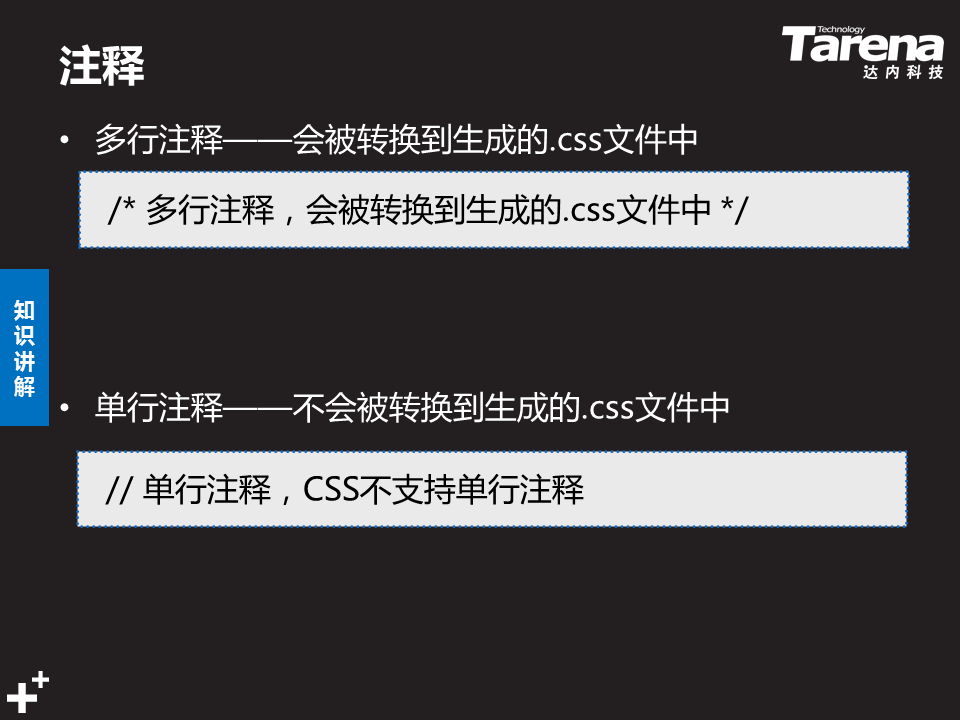 注释
Technology
Tarena
达内科技
• 多行注释——会被转换到生成的.css文件中
/* 多行注释，会被转换到生成的.css文件中 */
知识讲解
• 单行注释——不会被转换到生成的.css文件中
// 单行注释，CSS不支持单行注释